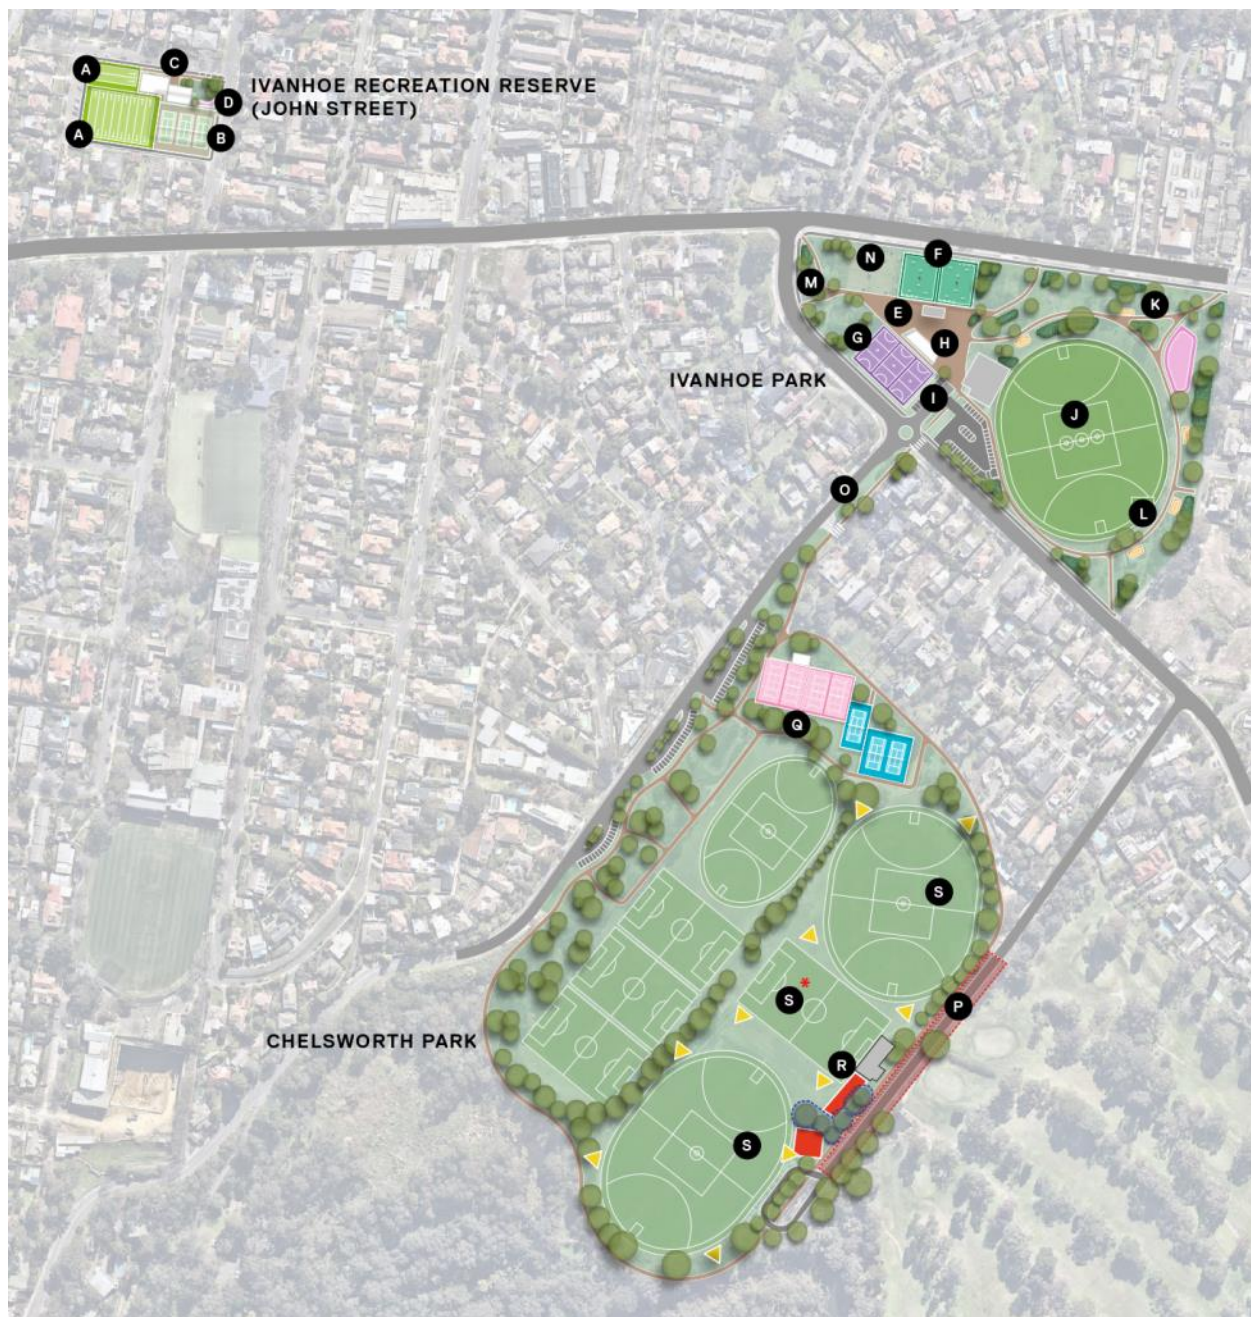 A
C
IVANHOE RECREATION RESERVE
(JOHN STREET)
D
A
B
N
F
M
K
E
G
H
IVANHOE PARK
I
J
O
L
Q
S
*
S
P
CHELSWORTH PARK
R
S